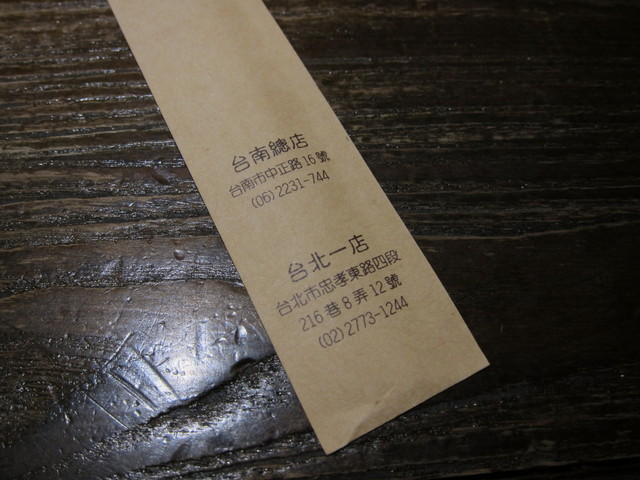 台南總店
台南市中正路16號
(06)2231-744
台北一店
台北市忠孝東路四段
216巷8弄12號
(02)2773-1244